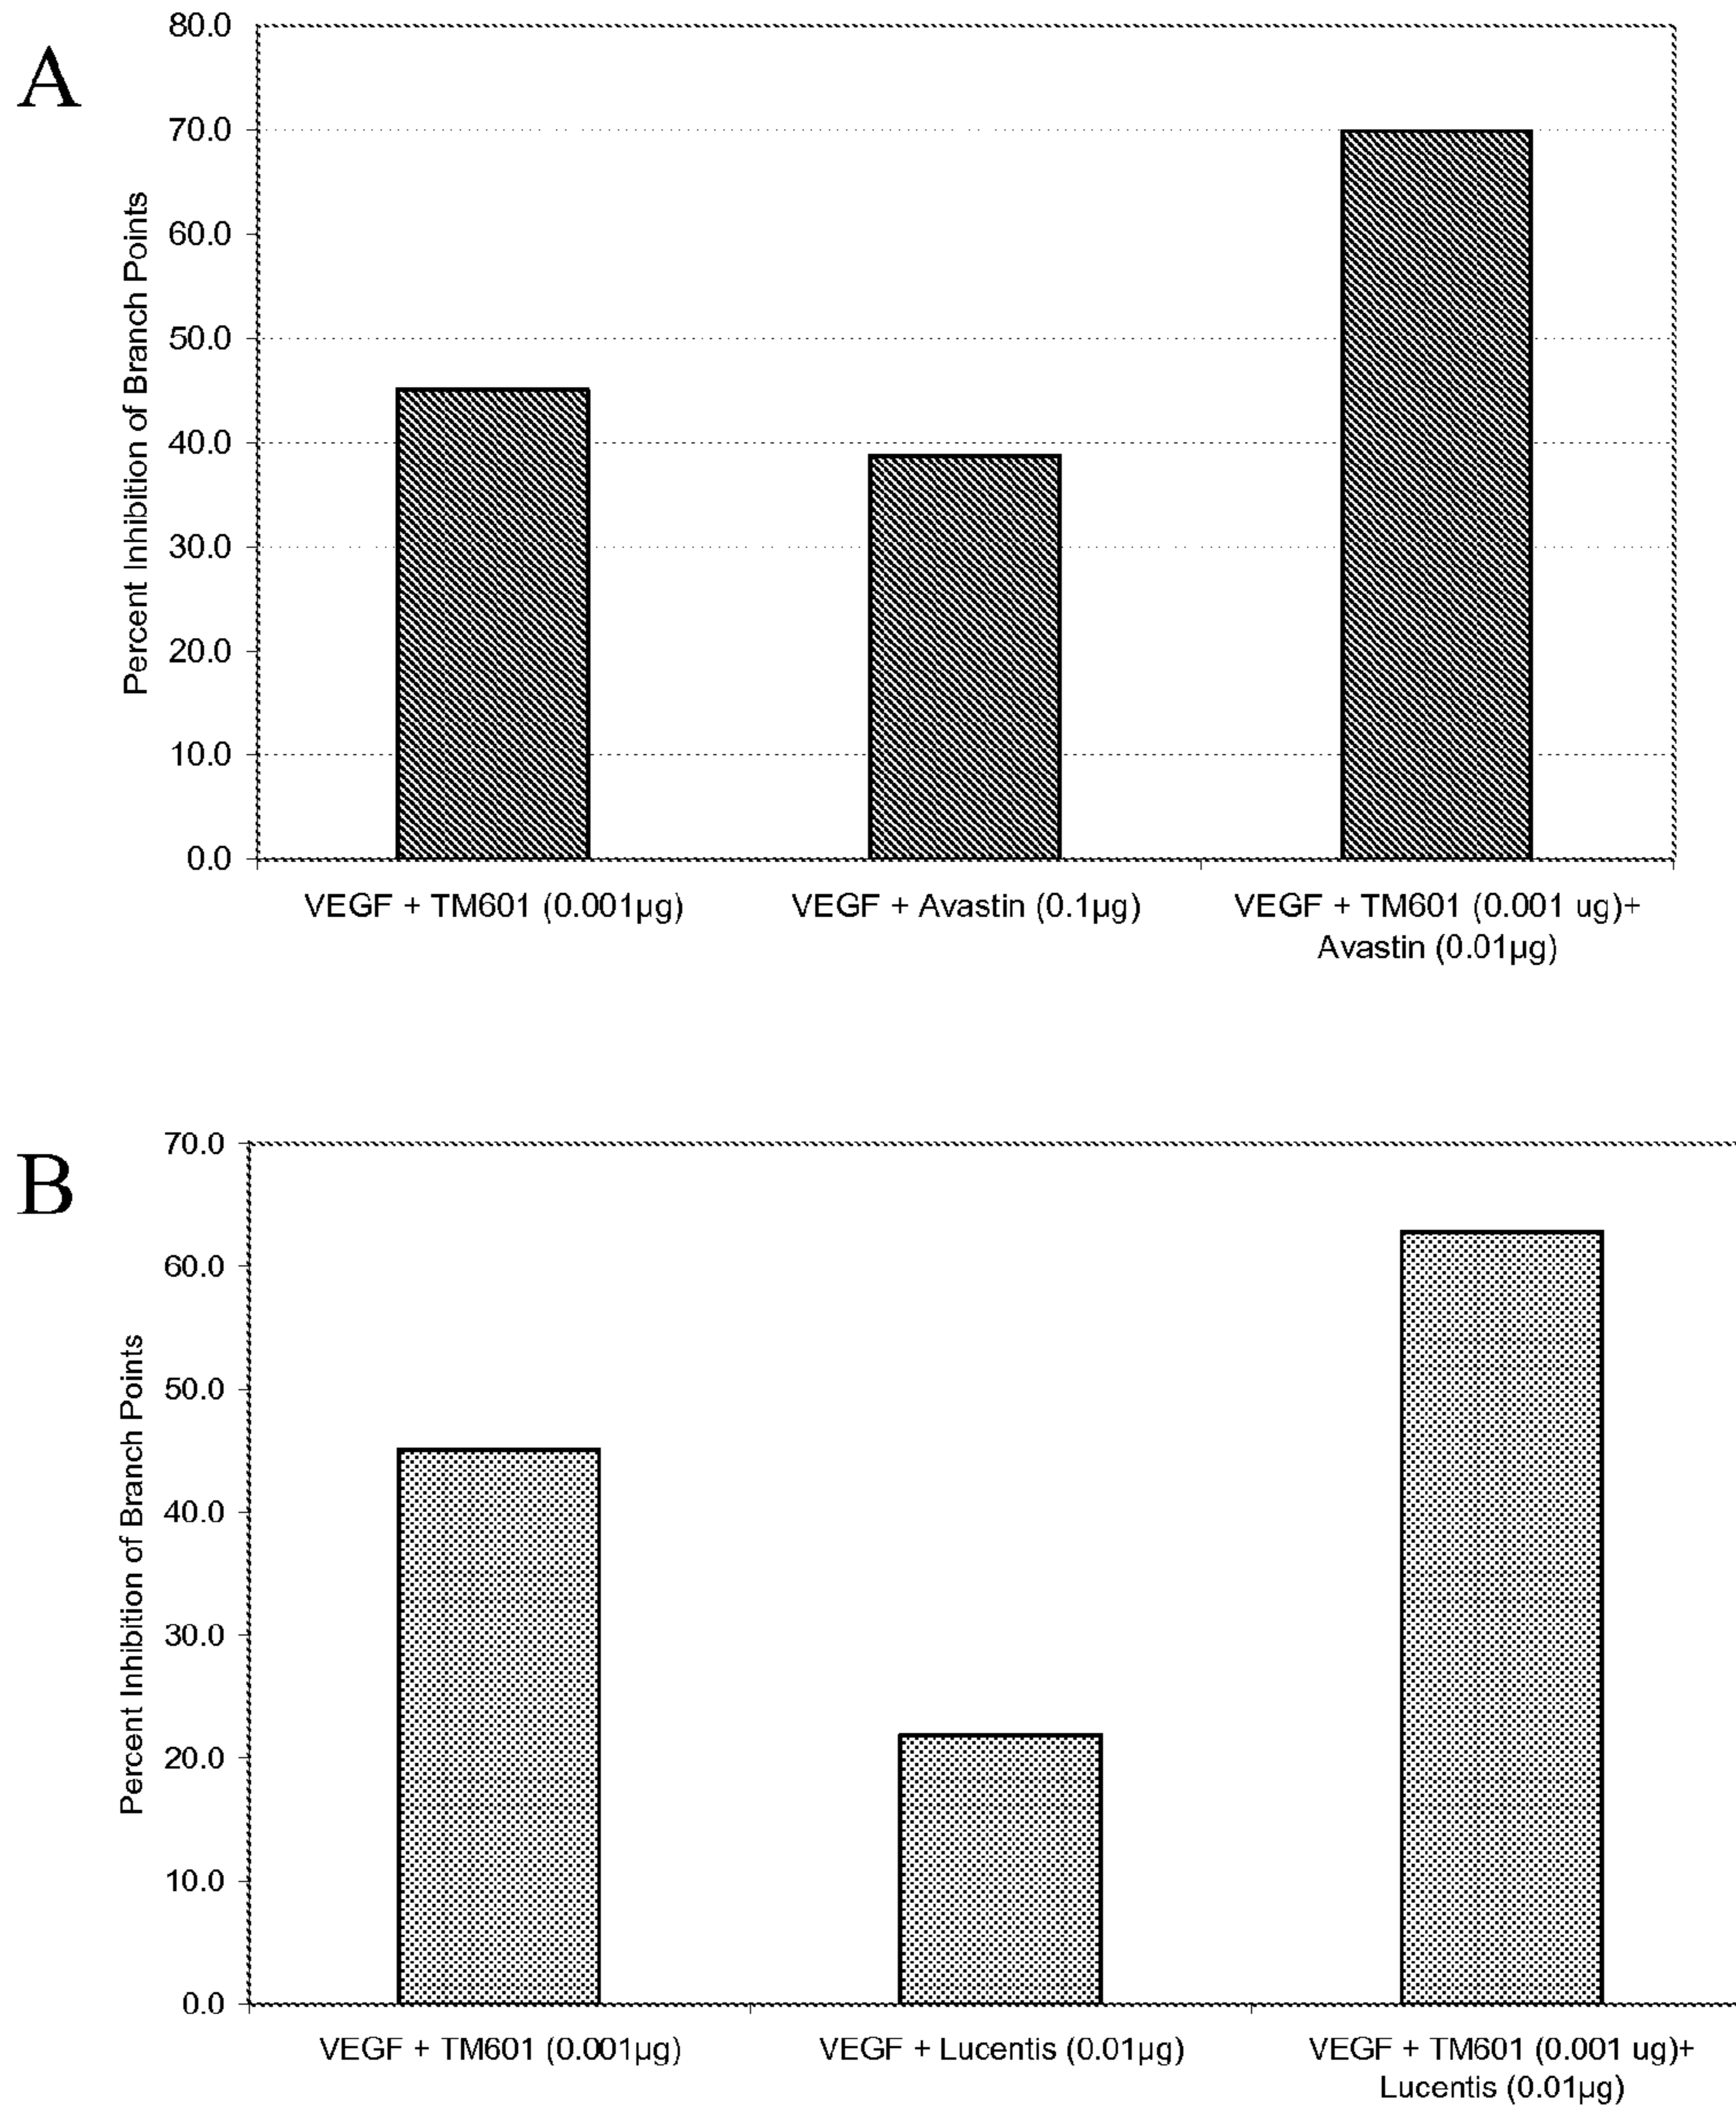 A
Percent Inhibition of Branch Points
80.0
70.0
60.0
50.0
40.0
30.0
20.0
10.0
0.0
VEGF + TM601 (0.001µg)
VEGF + Avastin (0.1µg)
VEGF + TM601 (0.001 ug)+
Avastin (0.01µg)
B
Percent Inhibition of Branch Points
70.0
60.0
50.0
40.0
30.0
20.0
10.0
0.0
VEGF + TM601 (0.001µg)
VEGF + Lucentis (0.01µg)
VEGF + TM601 (0.001 ug)+
Lucentis (0.01µg)